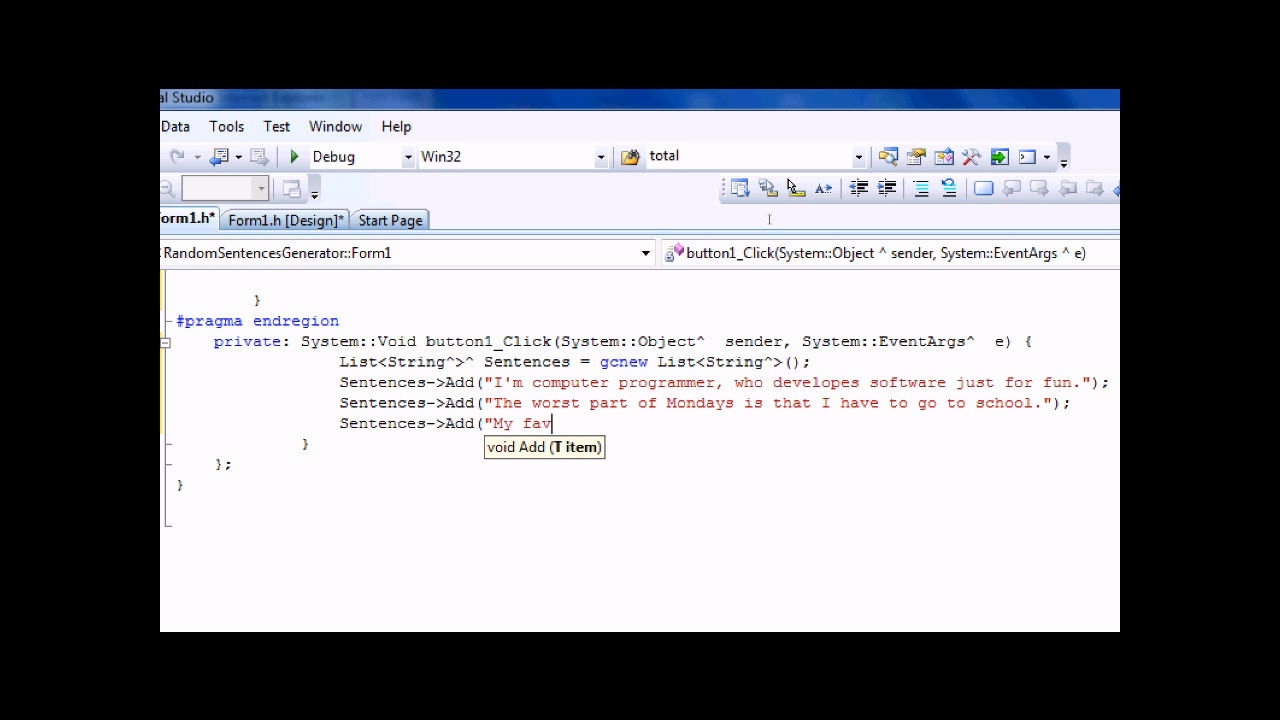 al Studio
Data Tools Test Window Help
Debug Win32 total
Form1.h* Form1.h [Design]* Start Page
RandomSentencesGenerator::Form1 button1_Click(System::Object ^ sender, System::EventArgs ^ e)
}
#pragma endregion
private: System::Void button1_Click(System::Object^ sender, System::EventArgs^ e) {
List<String^>^ Sentences = gcnew List<String^>();
Sentences->Add("I'm computer programmer, who developes software just for fun.");
Sentences->Add("The worst part of Mondays is that I have to go to school.");
Sentences->Add("My fav
void Add (T item)
}
};
}